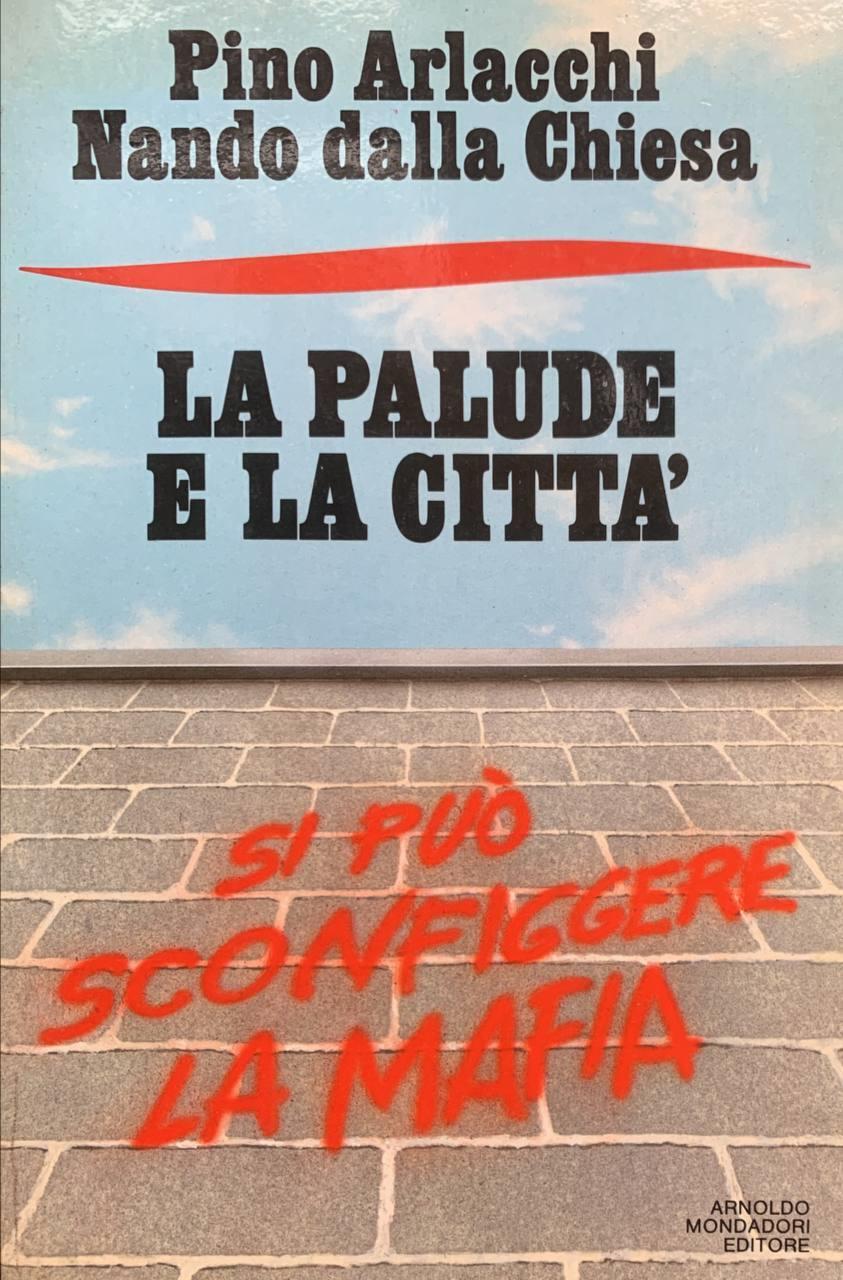 Pino Arlacchi
Nando dalla Chiesa
LA PALUDE
E LA CITTA'
SI PUÒ
SCONFIGGERE
LA MAFIA
ARNOLDO
MONDADORI
EDITORE